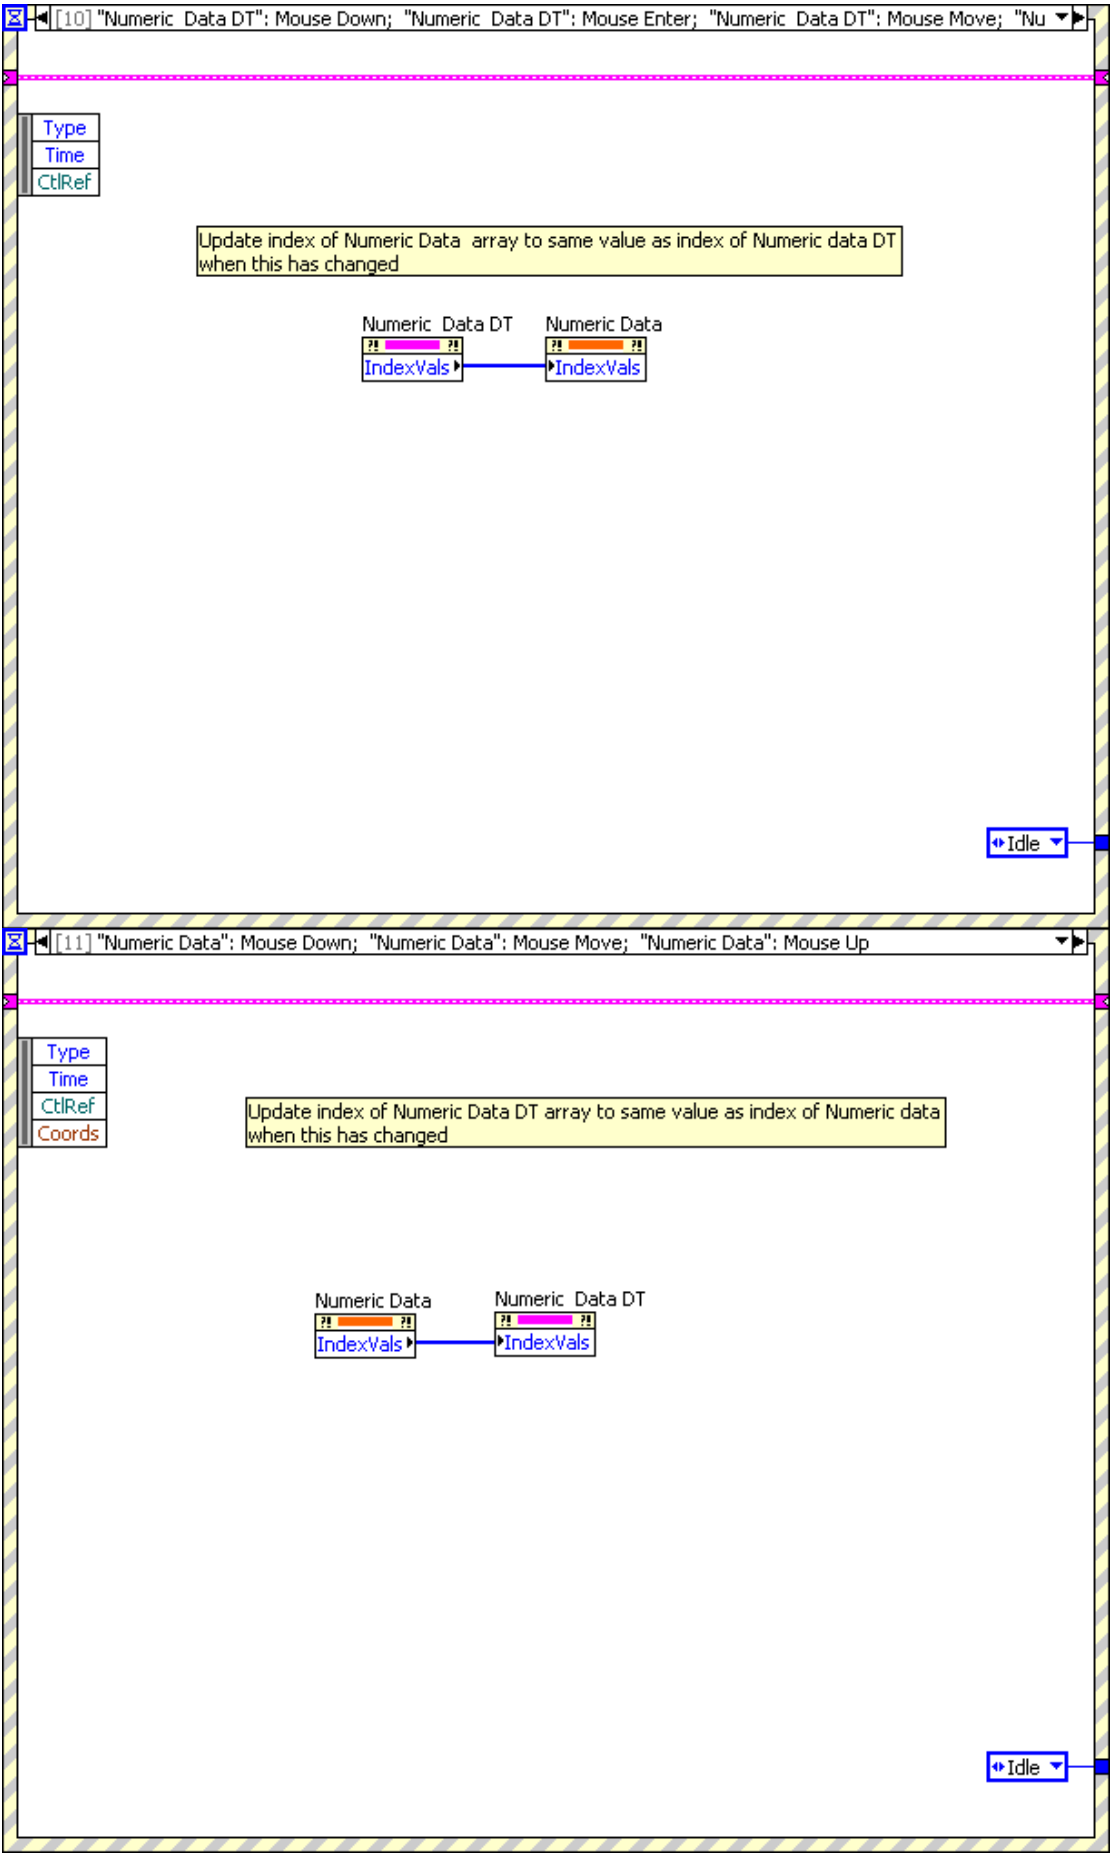 [10] "Numeric  Data DT": Mouse Down;  "Numeric  Data DT": Mouse Enter;  "Numeric  Data DT": Mouse Move;  "Nu
Type
Time
CtlRef
Update index of Numeric Data  array to same value as index of Numeric data DT
when this has changed
Numeric  Data DT
Numeric Data
?! ?!
?! ?!
IndexVals
IndexVals
Idle
[11] "Numeric Data": Mouse Down;  "Numeric Data": Mouse Move;  "Numeric Data": Mouse Up
Type
Time
CtlRef
Coords
Update index of Numeric Data DT array to same value as index of Numeric data
when this has changed
Numeric Data
Numeric  Data DT
?! ?!
?! ?!
IndexVals
IndexVals
Idle